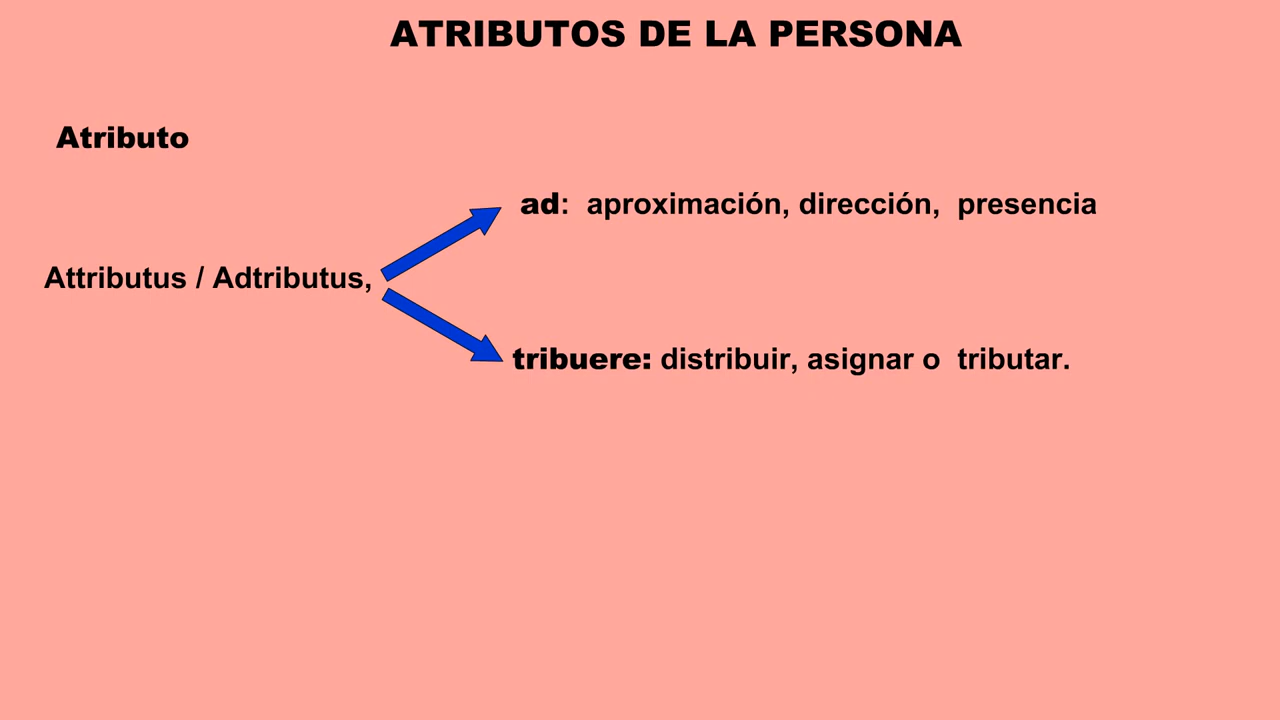 ATRIBUTOS DE LA PERSONA
Atributo
ad: aproximación, dirección, presencia
Attributus / Adtributus,
tribuere: distribuir, asignar o tributar.